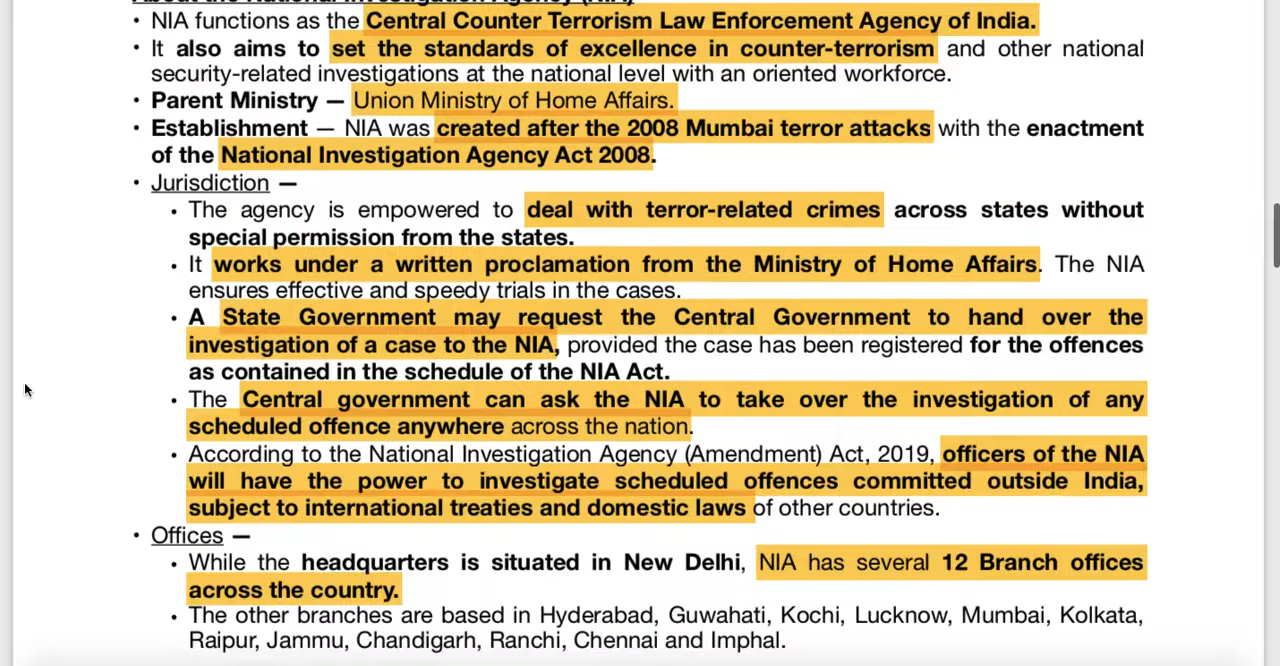 About the National Investigation Agency (NIA)
• NIA functions as the Central Counter Terrorism Law Enforcement Agency of India.
• It also aims to set the standards of excellence in counter-terrorism and other national
security-related investigations at the national level with an oriented workforce.
• Parent Ministry — Union Ministry of Home Affairs.
• Establishment — NIA was created after the 2008 Mumbai terror attacks with the enactment
of the National Investigation Agency Act 2008.
• Jurisdiction —
• The agency is empowered to deal with terror-related crimes across states without
special permission from the states.
• It works under a written proclamation from the Ministry of Home Affairs. The NIA
ensures effective and speedy trials in the cases.
• A State Government may request the Central Government to hand over the
investigation of a case to the NIA, provided the case has been registered for the offences
as contained in the schedule of the NIA Act.
• The Central government can ask the NIA to take over the investigation of any
scheduled offence anywhere across the nation.
• According to the National Investigation Agency (Amendment) Act, 2019, officers of the NIA
will have the power to investigate scheduled offences committed outside India,
subject to international treaties and domestic laws of other countries.
• Offices —
• While the headquarters is situated in New Delhi, NIA has several 12 Branch offices
across the country.
• The other branches are based in Hyderabad, Guwahati, Kochi, Lucknow, Mumbai, Kolkata,
Raipur, Jammu, Chandigarh, Ranchi, Chennai and Imphal.